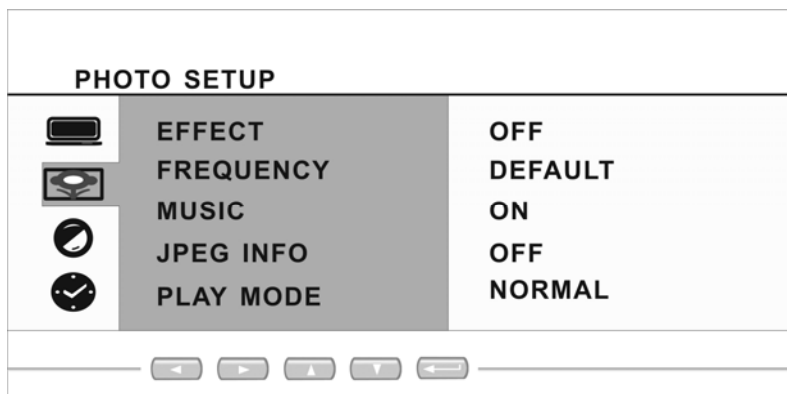 PHOTO SETUP
EFFECT OFF
FREQUENCY DEFAULT
MUSIC ON
JPEG INFO OFF
PLAY MODE NORMAL